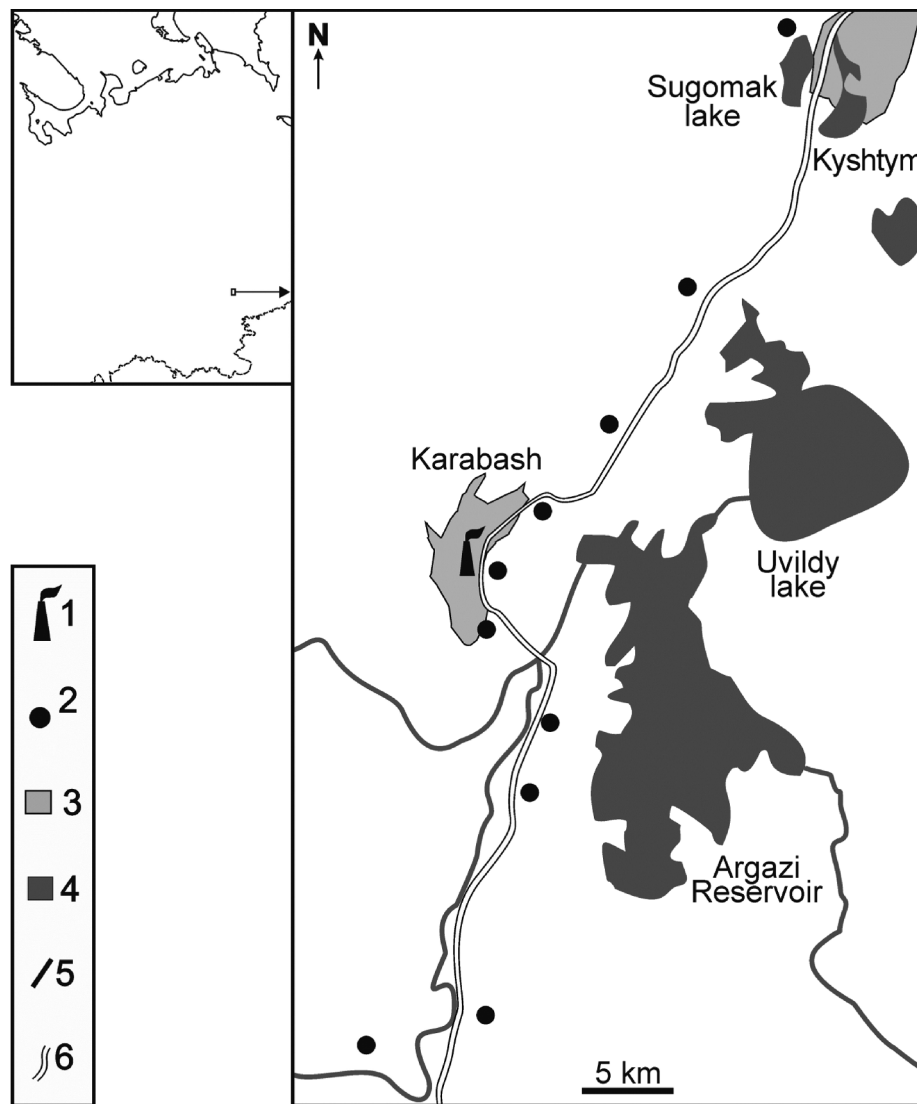 N
Sugomak
lake
Kyshtym
Karabash
Uvildy
lake
Argazi
Reservoir
5 km
1
2
3
4
5
6